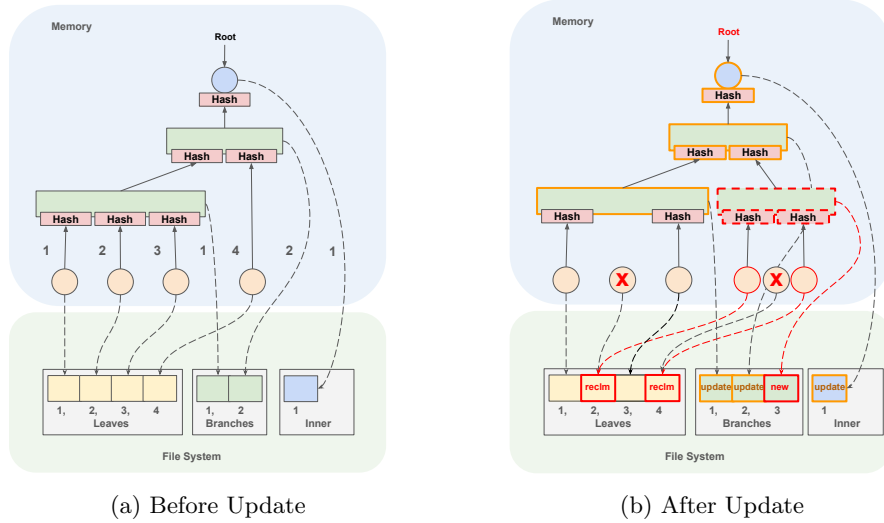 Memory
Root
Hash
Hash Hash
Hash Hash Hash
1 2 3 1 4 2 1
1, 2, 3, 4
Leaves
1, 2
Branches
1
Inner
File System
(a) Before Update
Memory
Root
Hash
Hash Hash
Hash Hash Hash Hash
X X
reclm reclm
1, 2, 3, 4
Leaves
update update new
1, 2, 3
Branches
update
1
Inner
File System
(b) After Update